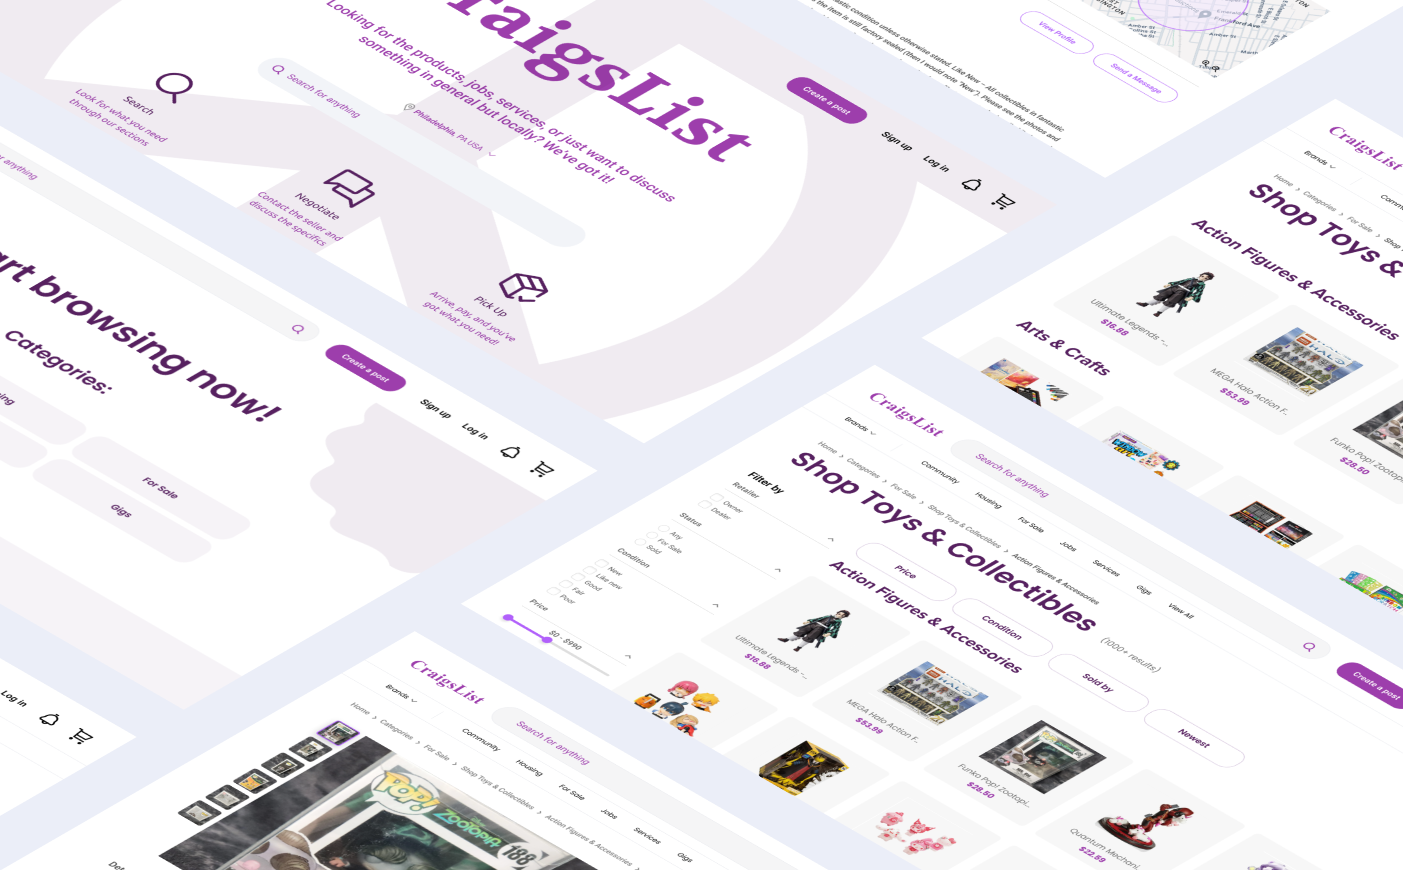 CraigsList
Looking for the products, jobs, services, or just want to discuss
something in general but locally? We've got it!
Search for anything
Philadelphia, PA USA
Search
Look for what you need
through our sections
Negotiate
Contact the seller and
discuss the specifics
Pick Up
Arrive, pay, and you've
got what you need!
Create a post
Sign up
Log in
condition unless otherwise stated. Like New - All collectibles in fantastic
the item is still factory sealed (then I would note "New"). Please see the photos and
View Profile
Send a Message
CraigsList
Brands
Home
Categories
For Sale
Shop Toys &
Action Figures & Accessories
Ultimate Legends "-...
$16.88
MEGA Halo Action F...
$53.99
Funko Pop! Zootopi...
$28.50
Arts & Crafts
for anything
art browsing now!
Categories:
For Sale
Gigs
Create a post
Sign up
Log in
CraigsList
Search for anything
Create a post
Brands
Community
Housing
For Sale
Jobs
Services
Gigs
View All
Home
Categories
For Sale
Shop Toys & Collectibles
Action Figures & Accessories
Shop Toys & Collectibles
(1000+ results)
Filter by
Retailer
Owner
Dealer
Status
Any
For Sale
Sold
Condition
New
Like new
Good
Fair
Poor
Price
$0 - $990
Price
Condition
Sold by
Newest
Action Figures & Accessories
Ultimate Legends "-...
$16.88
MEGA Halo Action F...
$53.99
Funko Pop! Zootopi...
$28.50
Quantum Mechani...
$22.59
Log in
CraigsList
Search for anything
Brands
Community
Housing
For Sale
Jobs
Services
Gigs
Home
Categories
For Sale
Shop Toys & Collectibles
Action Figures & Accessories
POP!
Disney
ZOOTOPIA
188